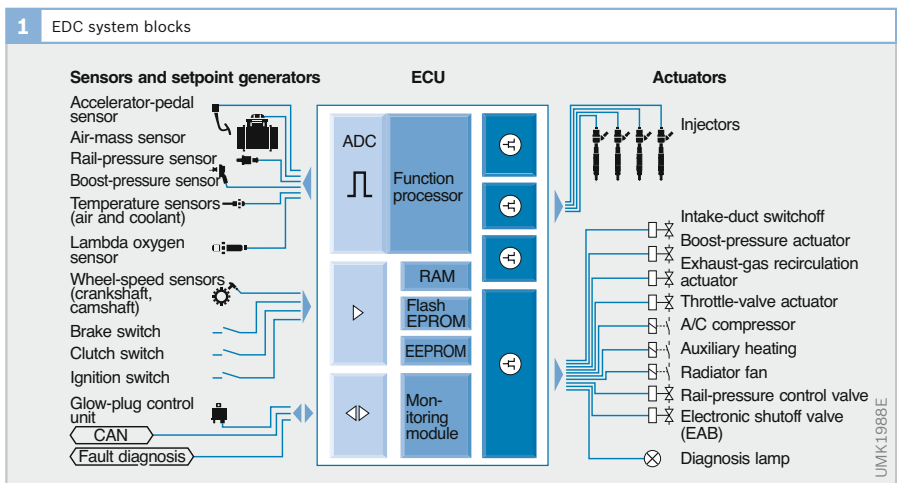 1 EDC system blocks
Sensors and setpoint generators
ECU
Actuators
Accelerator-pedal
sensor
Air-mass sensor
Rail-pressure sensor
Boost-pressure sensor
Temperature sensors
(air and coolant)
Lambda oxygen
sensor
Wheel-speed sensors
(crankshaft,
camshaft)
Brake switch
Clutch switch
Ignition switch
Glow-plug control
unit
CAN
Fault diagnosis
ADC
Function
processor
RAM
Flash
EPROM
EEPROM
Mon-
itoring
module
Injectors
Intake-duct switchoff
Boost-pressure actuator
Exhaust-gas recirculation
actuator
Throttle-valve actuator
A/C compressor
Auxiliary heating
Radiator fan
Rail-pressure control valve
Electronic shutoff valve
(EAB)
Diagnosis lamp
UMK1988E